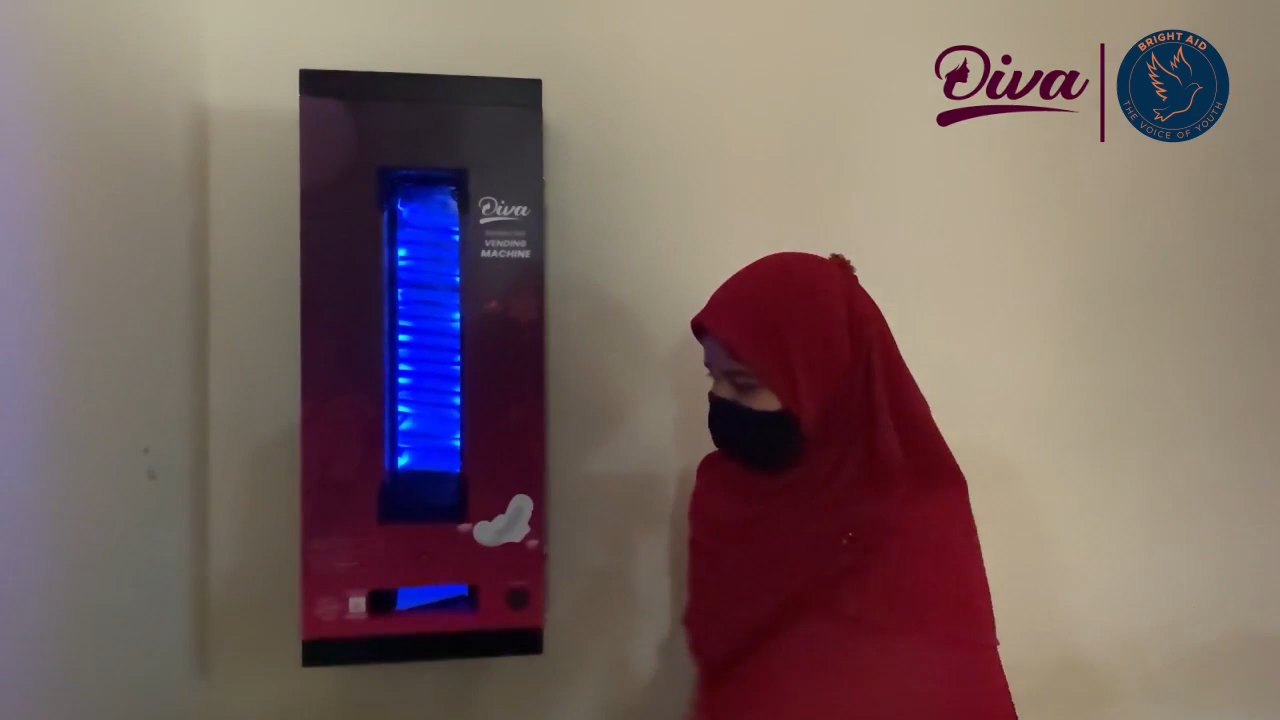 Diva
BRIGHT AID
THE VOICE OF YOUTH
Diva
VENDING
MACHINE